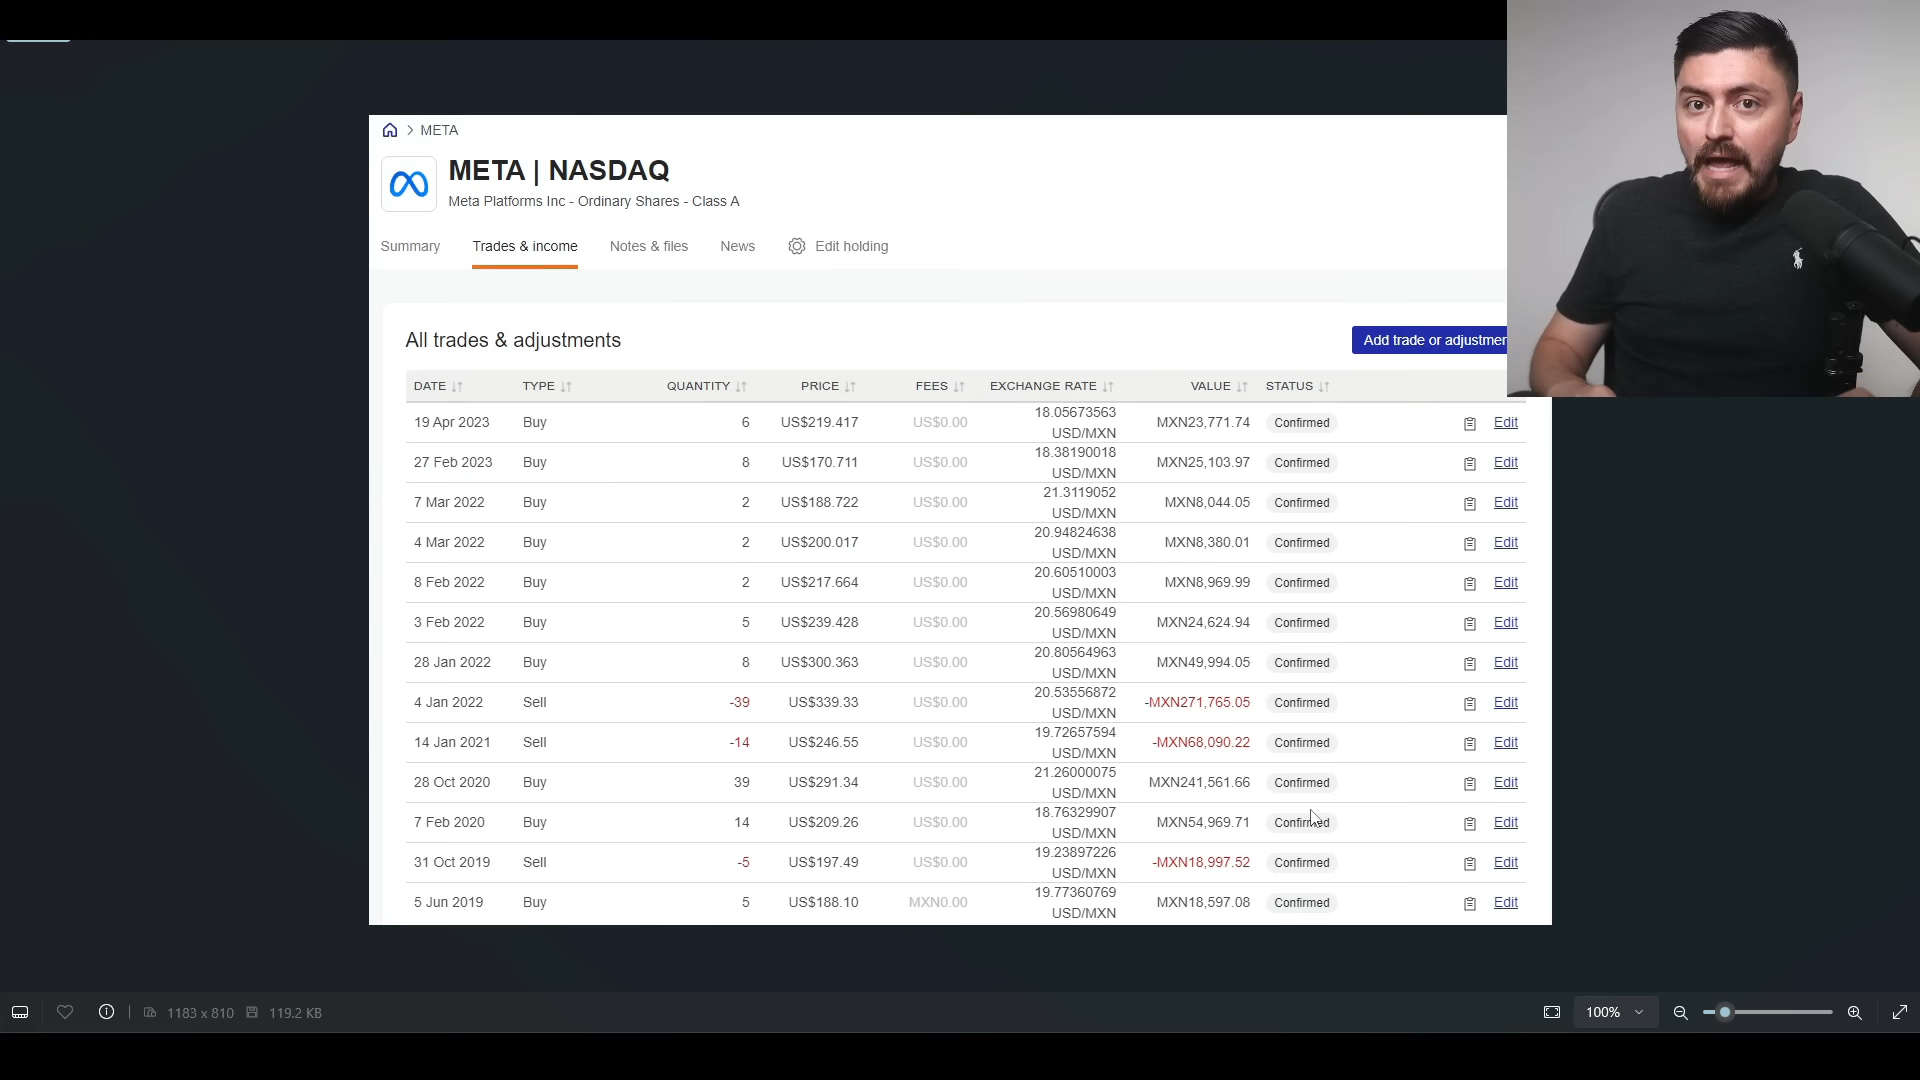 META
META | NASDAQ
Meta Platforms Inc - Ordinary Shares - Class A
Summary Trades & income Notes & files News Edit holding
All trades & adjustments
Add trade or adjustmen
DATE TYPE QUANTITY PRICE FEES EXCHANGE RATE VALUE STATUS
19 Apr 2023 Buy 6 US$219.417 US$0.00 18.05673563 USD/MXN MXN23,771.74 Confirmed Edit
27 Feb 2023 Buy 8 US$170.711 US$0.00 18.38190018 USD/MXN MXN25,103.97 Confirmed Edit
7 Mar 2022 Buy 2 US$188.722 US$0.00 21.3119052 USD/MXN MXN8,044.05 Confirmed Edit
4 Mar 2022 Buy 2 US$200.017 US$0.00 20.94824638 USD/MXN MXN8,380.01 Confirmed Edit
8 Feb 2022 Buy 2 US$217.664 US$0.00 20.60510003 USD/MXN MXN8,969.99 Confirmed Edit
3 Feb 2022 Buy 5 US$239.428 US$0.00 20.56980649 USD/MXN MXN24,624.94 Confirmed Edit
28 Jan 2022 Buy 8 US$300.363 US$0.00 20.80564963 USD/MXN MXN49,994.05 Confirmed Edit
4 Jan 2022 Sell -39 US$339.33 US$0.00 20.53556872 USD/MXN -MXN271,765.05 Confirmed Edit
14 Jan 2021 Sell -14 US$246.55 US$0.00 19.72657594 USD/MXN -MXN68,090.22 Confirmed Edit
28 Oct 2020 Buy 39 US$291.34 US$0.00 21.26000075 USD/MXN MXN241,561.66 Confirmed Edit
7 Feb 2020 Buy 14 US$209.26 US$0.00 18.76329907 USD/MXN MXN54,969.71 Confirmed Edit
31 Oct 2019 Sell -5 US$197.49 US$0.00 19.23897226 USD/MXN -MXN18,997.52 Confirmed Edit
5 Jun 2019 Buy 5 US$188.10 MXN0.00 19.77360769 USD/MXN MXN18,597.08 Confirmed Edit
1183 x 810 119.2 KB 100%